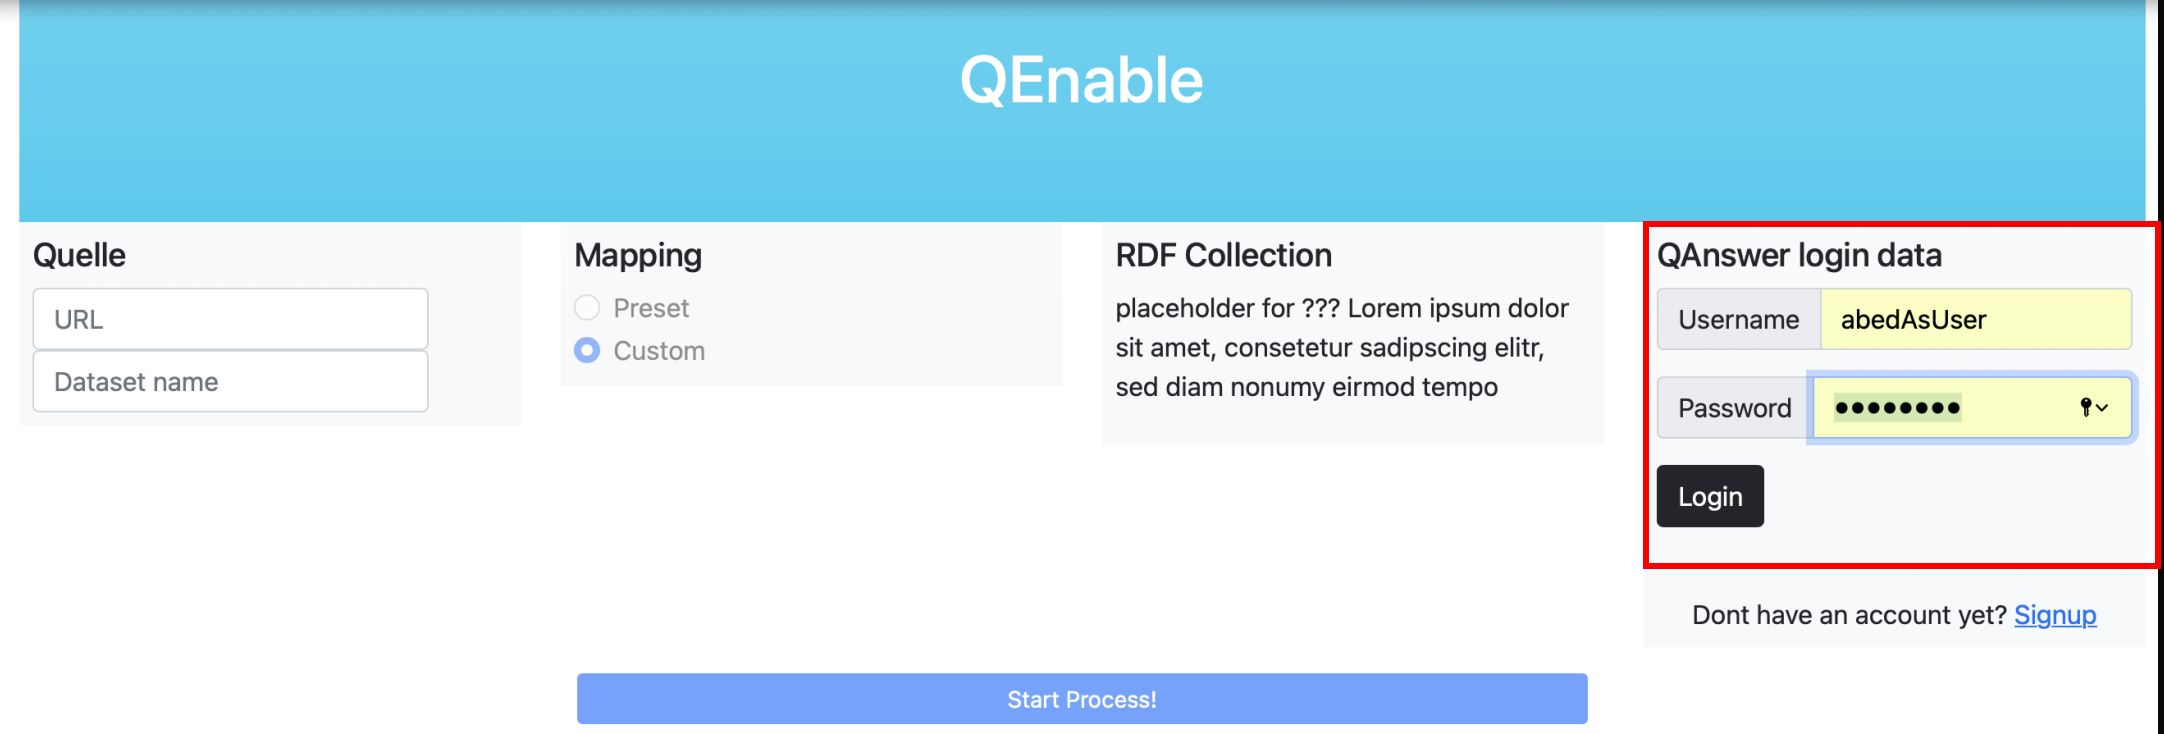 QEnable
Quelle
URL
Dataset name
Mapping
Preset
Custom
RDF Collection
placeholder for ??? Lorem ipsum dolor
sit amet, consetetur sadipscing elitr,
sed diam nonumy eirmod tempo
QAnswer login data
Username abedAsUser
Password ••••••••
Login
Dont have an account yet? Signup
Start Process!